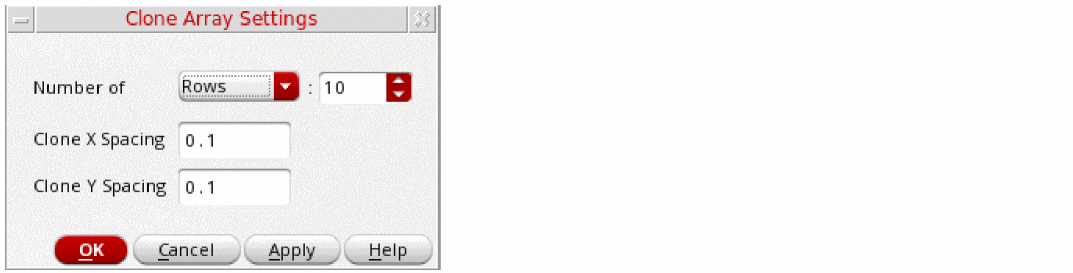 Clone Array Settings
Number of Rows : 10
Clone X Spacing 0.1
Clone Y Spacing 0.1
OK Cancel Apply Help